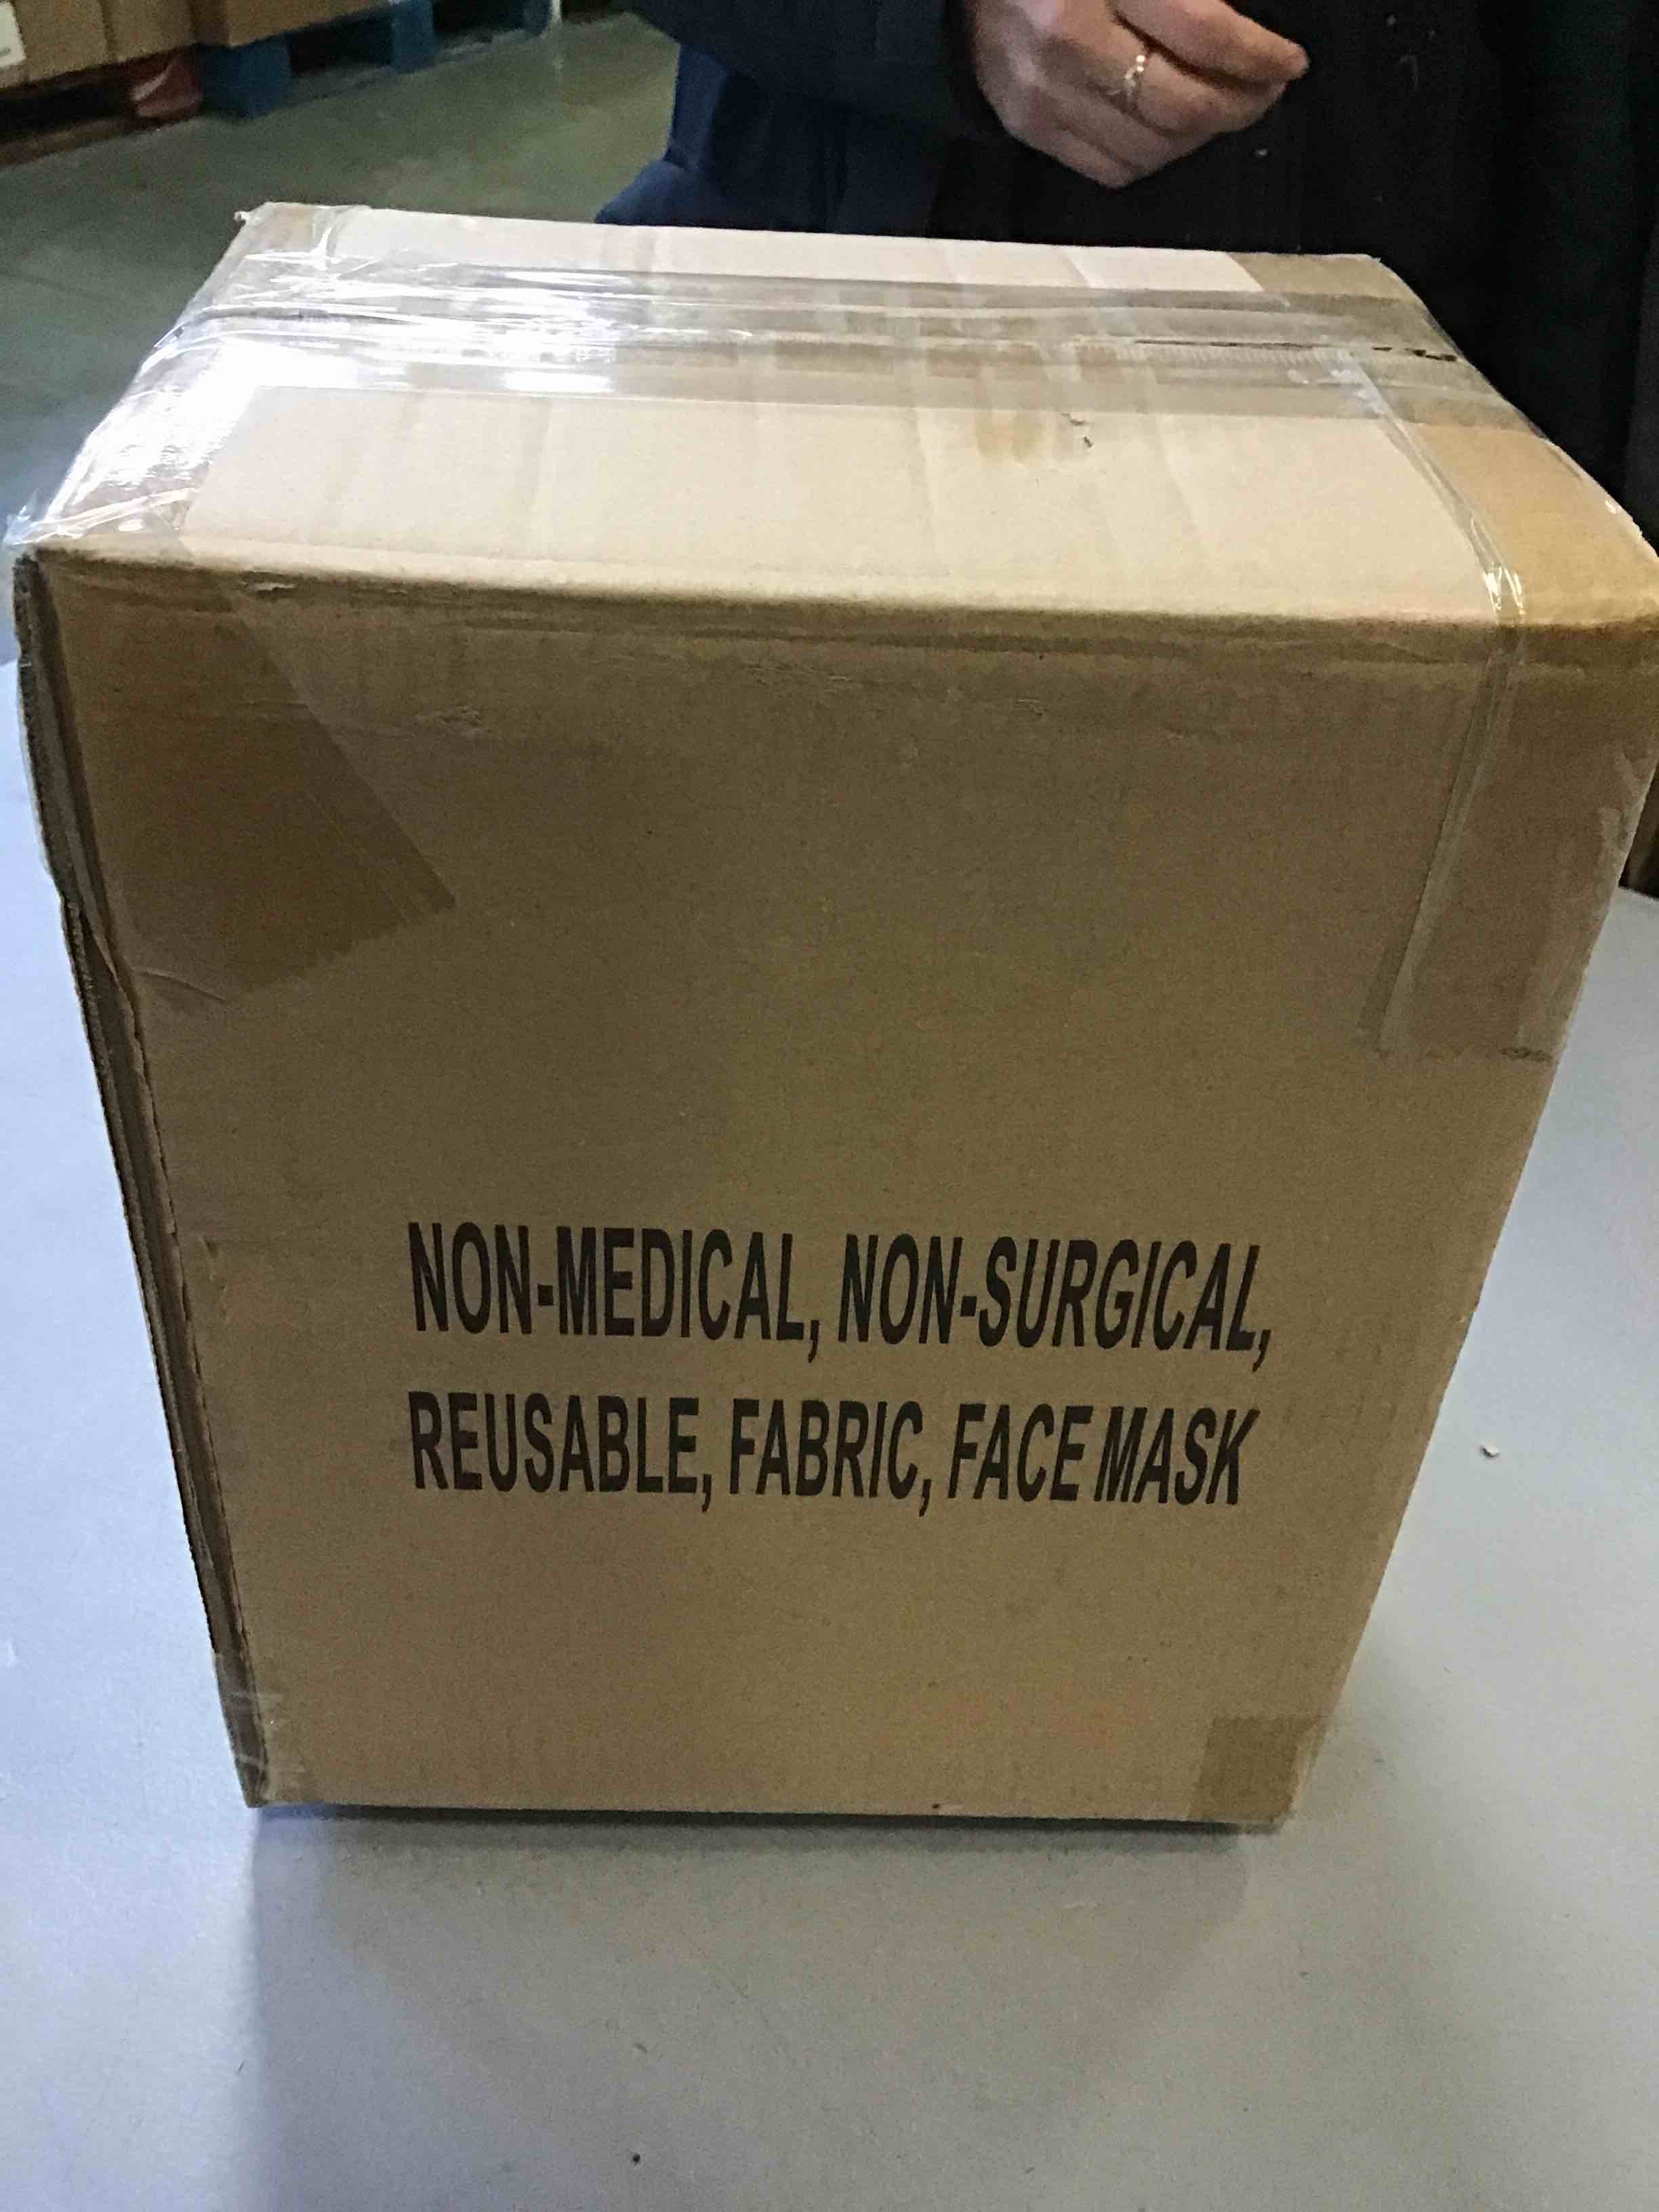 NON-MEDICAL, NON-SURGICAL,
REUSABLE, FABRIC, FACE MASK